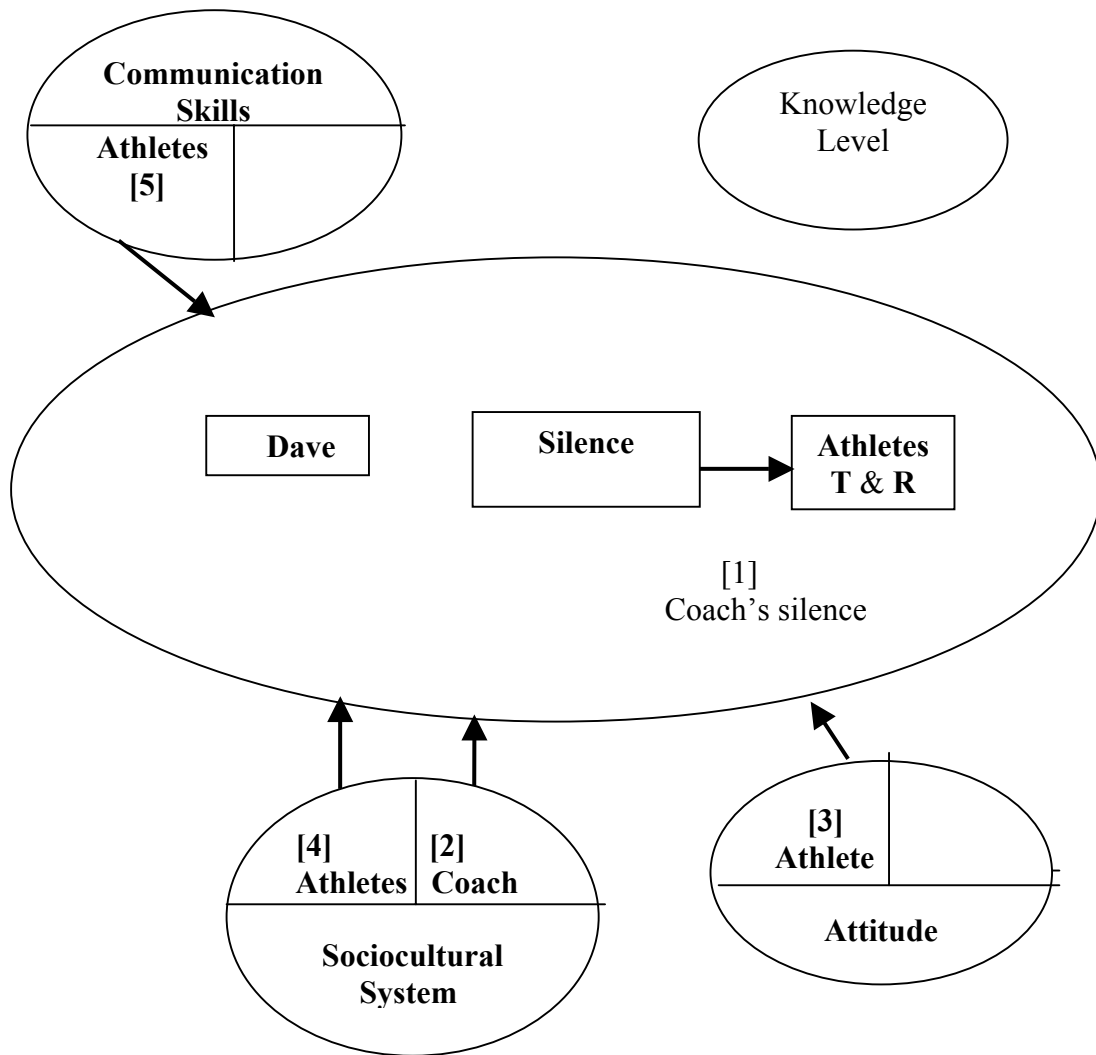 Communication
Skills
Athletes
[5]
Knowledge
Level
Dave
Silence
Athletes
T & R
[1]
Coach’s silence
[4]
Athletes
[2]
Coach
Sociocultural
System
[3]
Athlete
Attitude